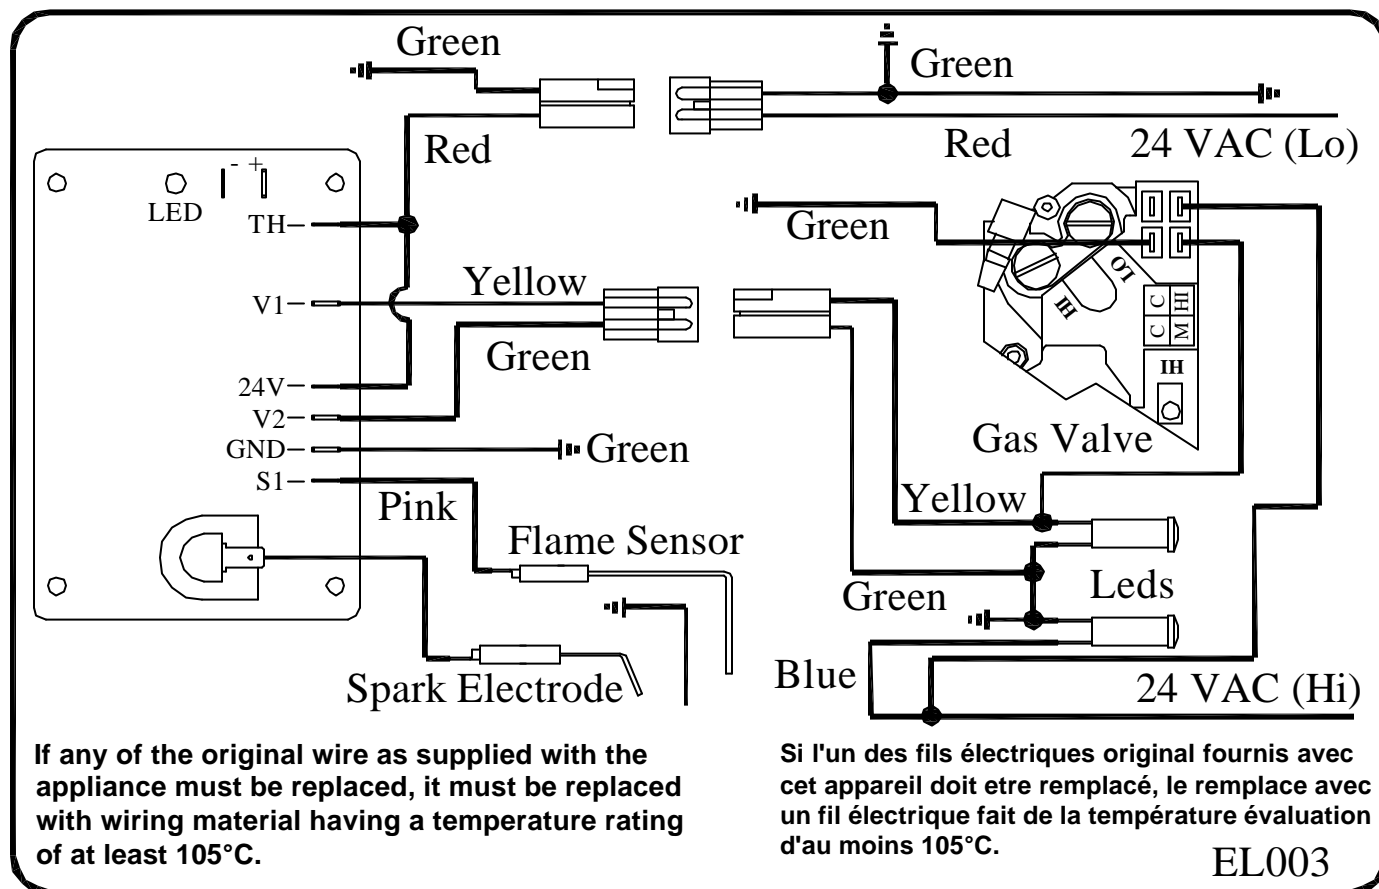 Green
Green
Red
Red
24 VAC (Lo)
- +
LED
TH
Green
LO
HI
V1
Yellow
C HI
C M
Green
HI
24V
V2
GND
Green
Gas Valve
S1
Pink
Yellow
Flame Sensor
Green
Leds
Spark Electrode
Blue
24 VAC (Hi)
If any of the original wire as supplied with the
appliance must be replaced, it must be replaced
with wiring material having a temperature rating
of at least 105°C.
Si l'un des fils électriques original fournis avec
cet appareil doit etre remplacé, le remplace avec
un fil électrique fait de la température évaluation
d'au moins 105°C.
EL003